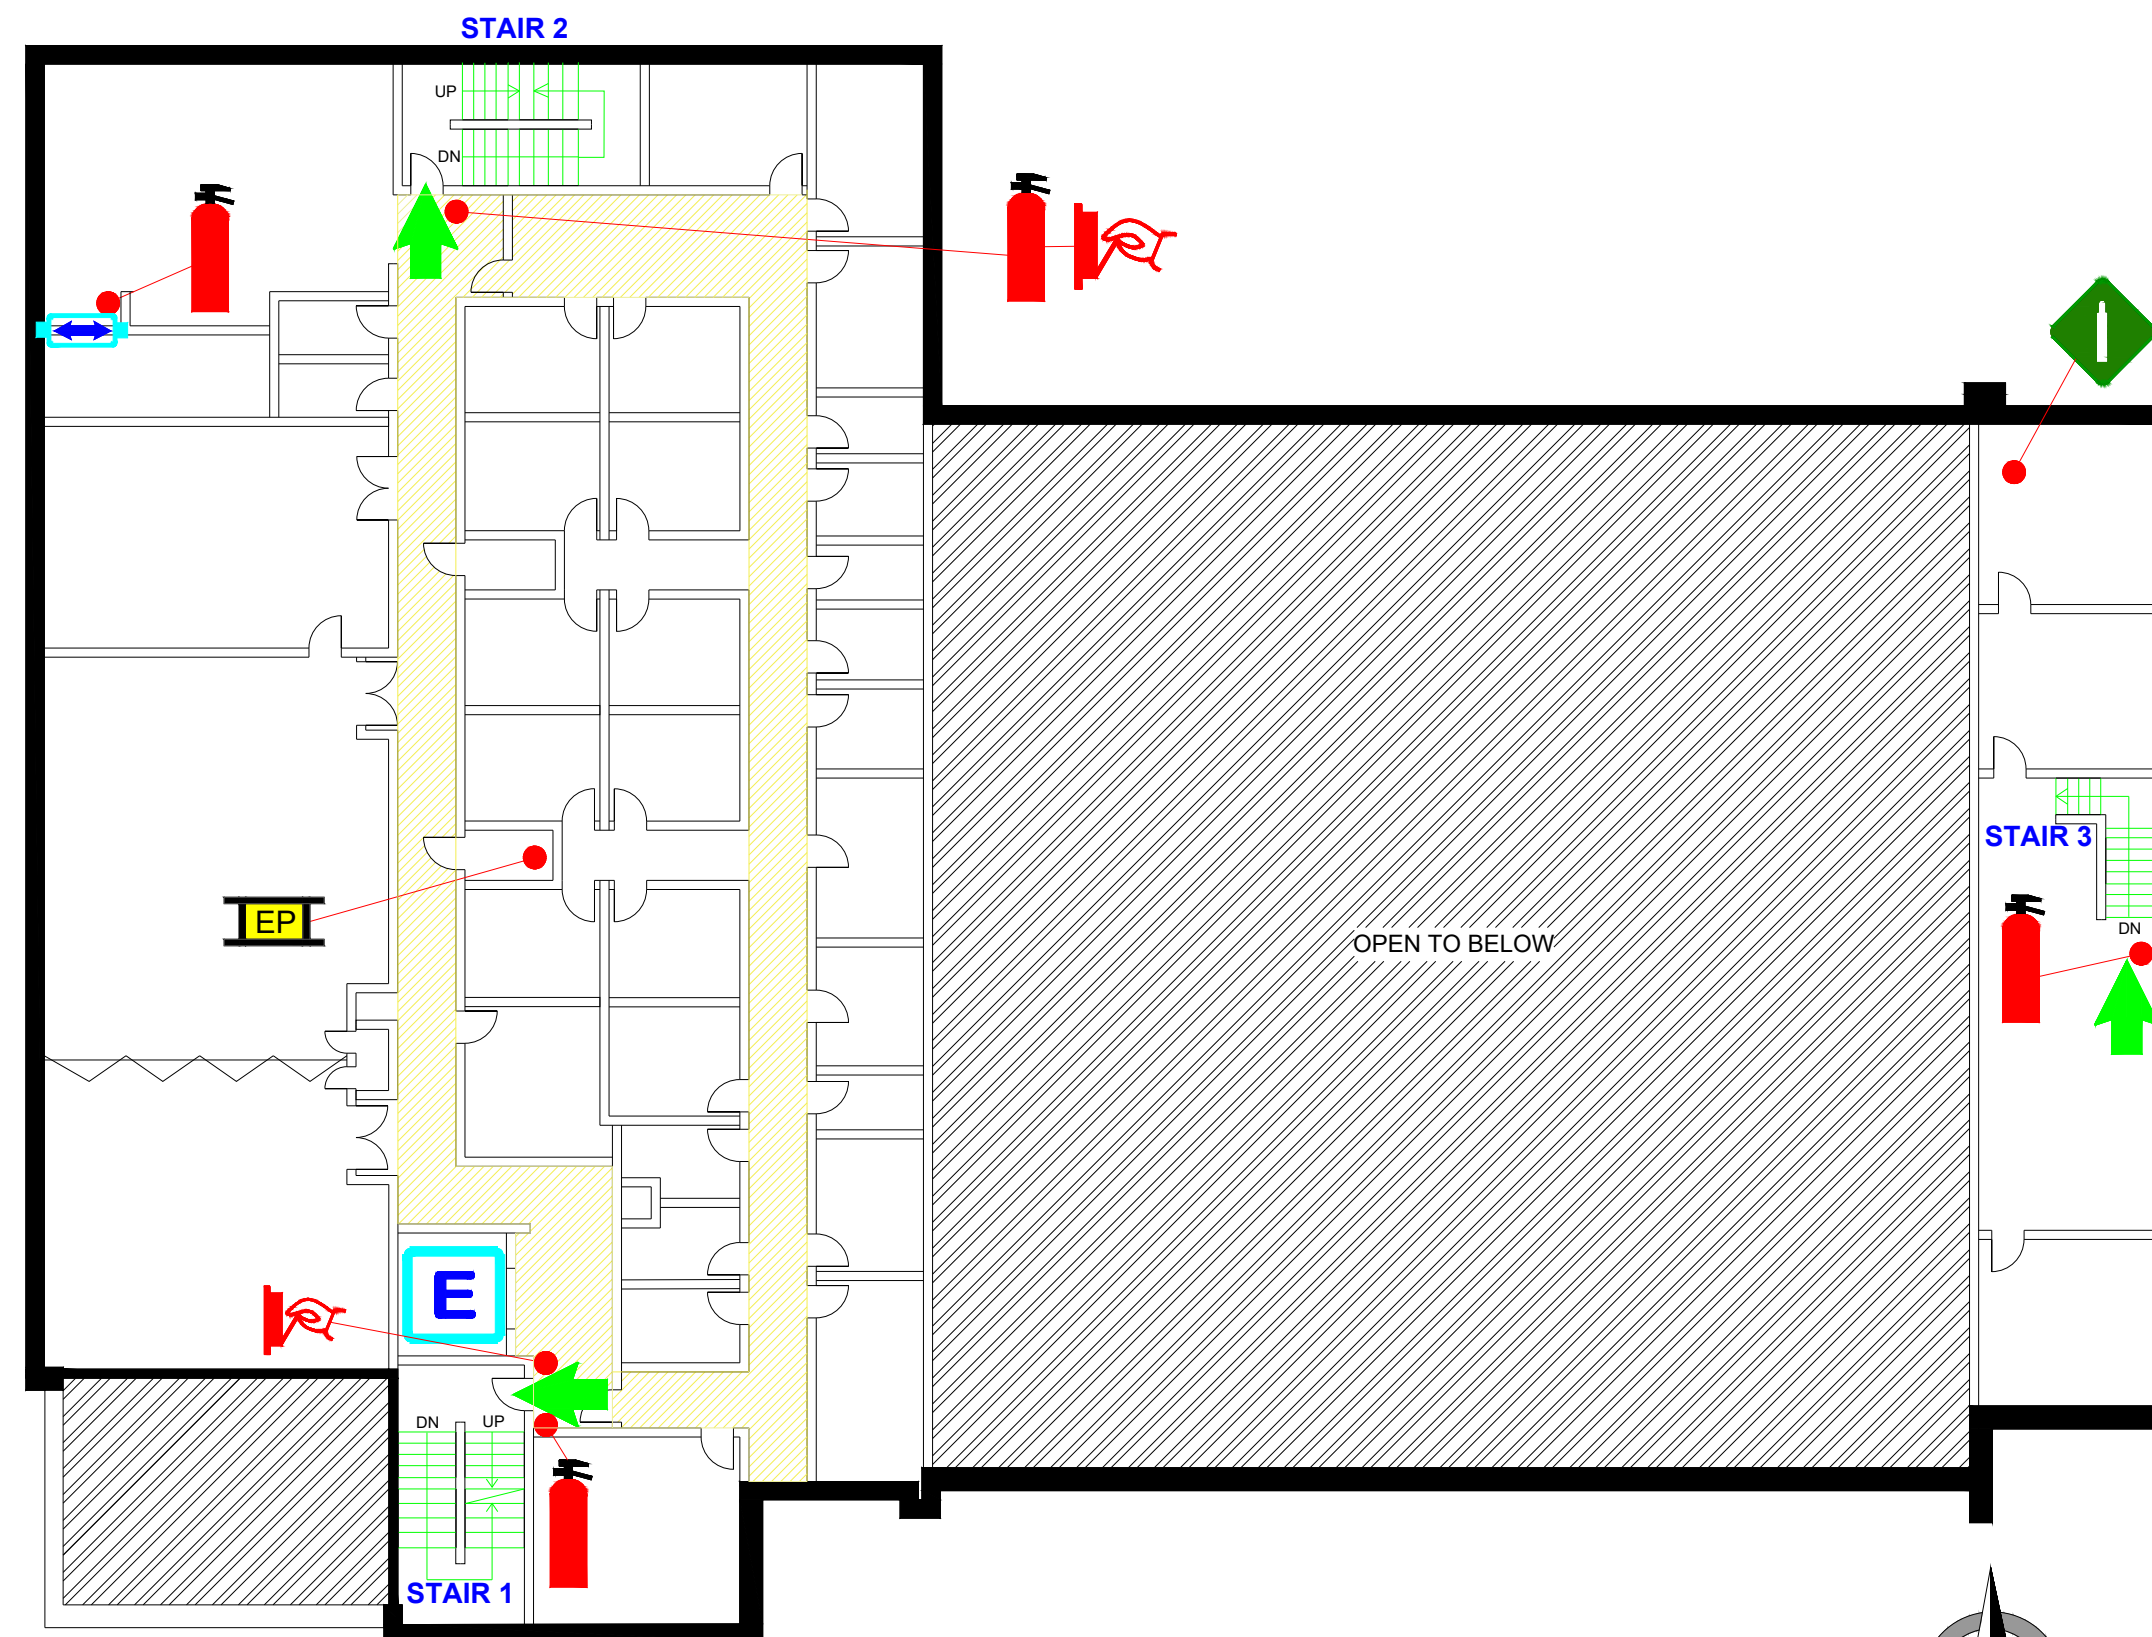 STAIR 2
UP
DN
STAIR 3
EP
DN
OPEN TO BELOW
E
DN
UP
STAIR 1